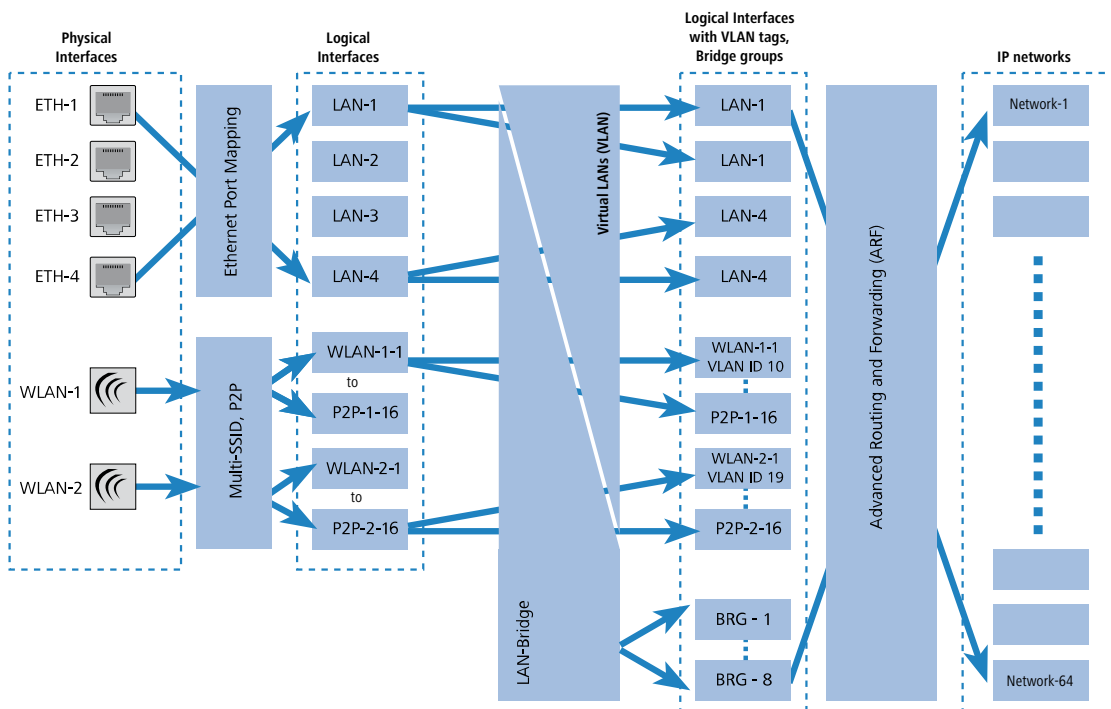 Physical
Interfaces
Logical
Interfaces
Logical Interfaces
with VLAN tags,
Bridge groups
IP networks
ETH-1
ETH-2
ETH-3
ETH-4
WLAN-1
WLAN-2
Ethernet Port Mapping
Multi-SSID, P2P
LAN-1
LAN-2
LAN-3
LAN-4
WLAN-1-1
to
P2P-1-16
WLAN-2-1
to
P2P-2-16
Virtual LANs (VLAN)
LAN-Bridge
LAN-1
LAN-1
LAN-4
LAN-4
WLAN-1-1
VLAN ID 10
P2P-1-16
WLAN-2-1
VLAN ID 19
P2P-2-16
BRG - 1
BRG - 8
Advanced Routing and Forwarding (ARF)
Network-1
Network-64